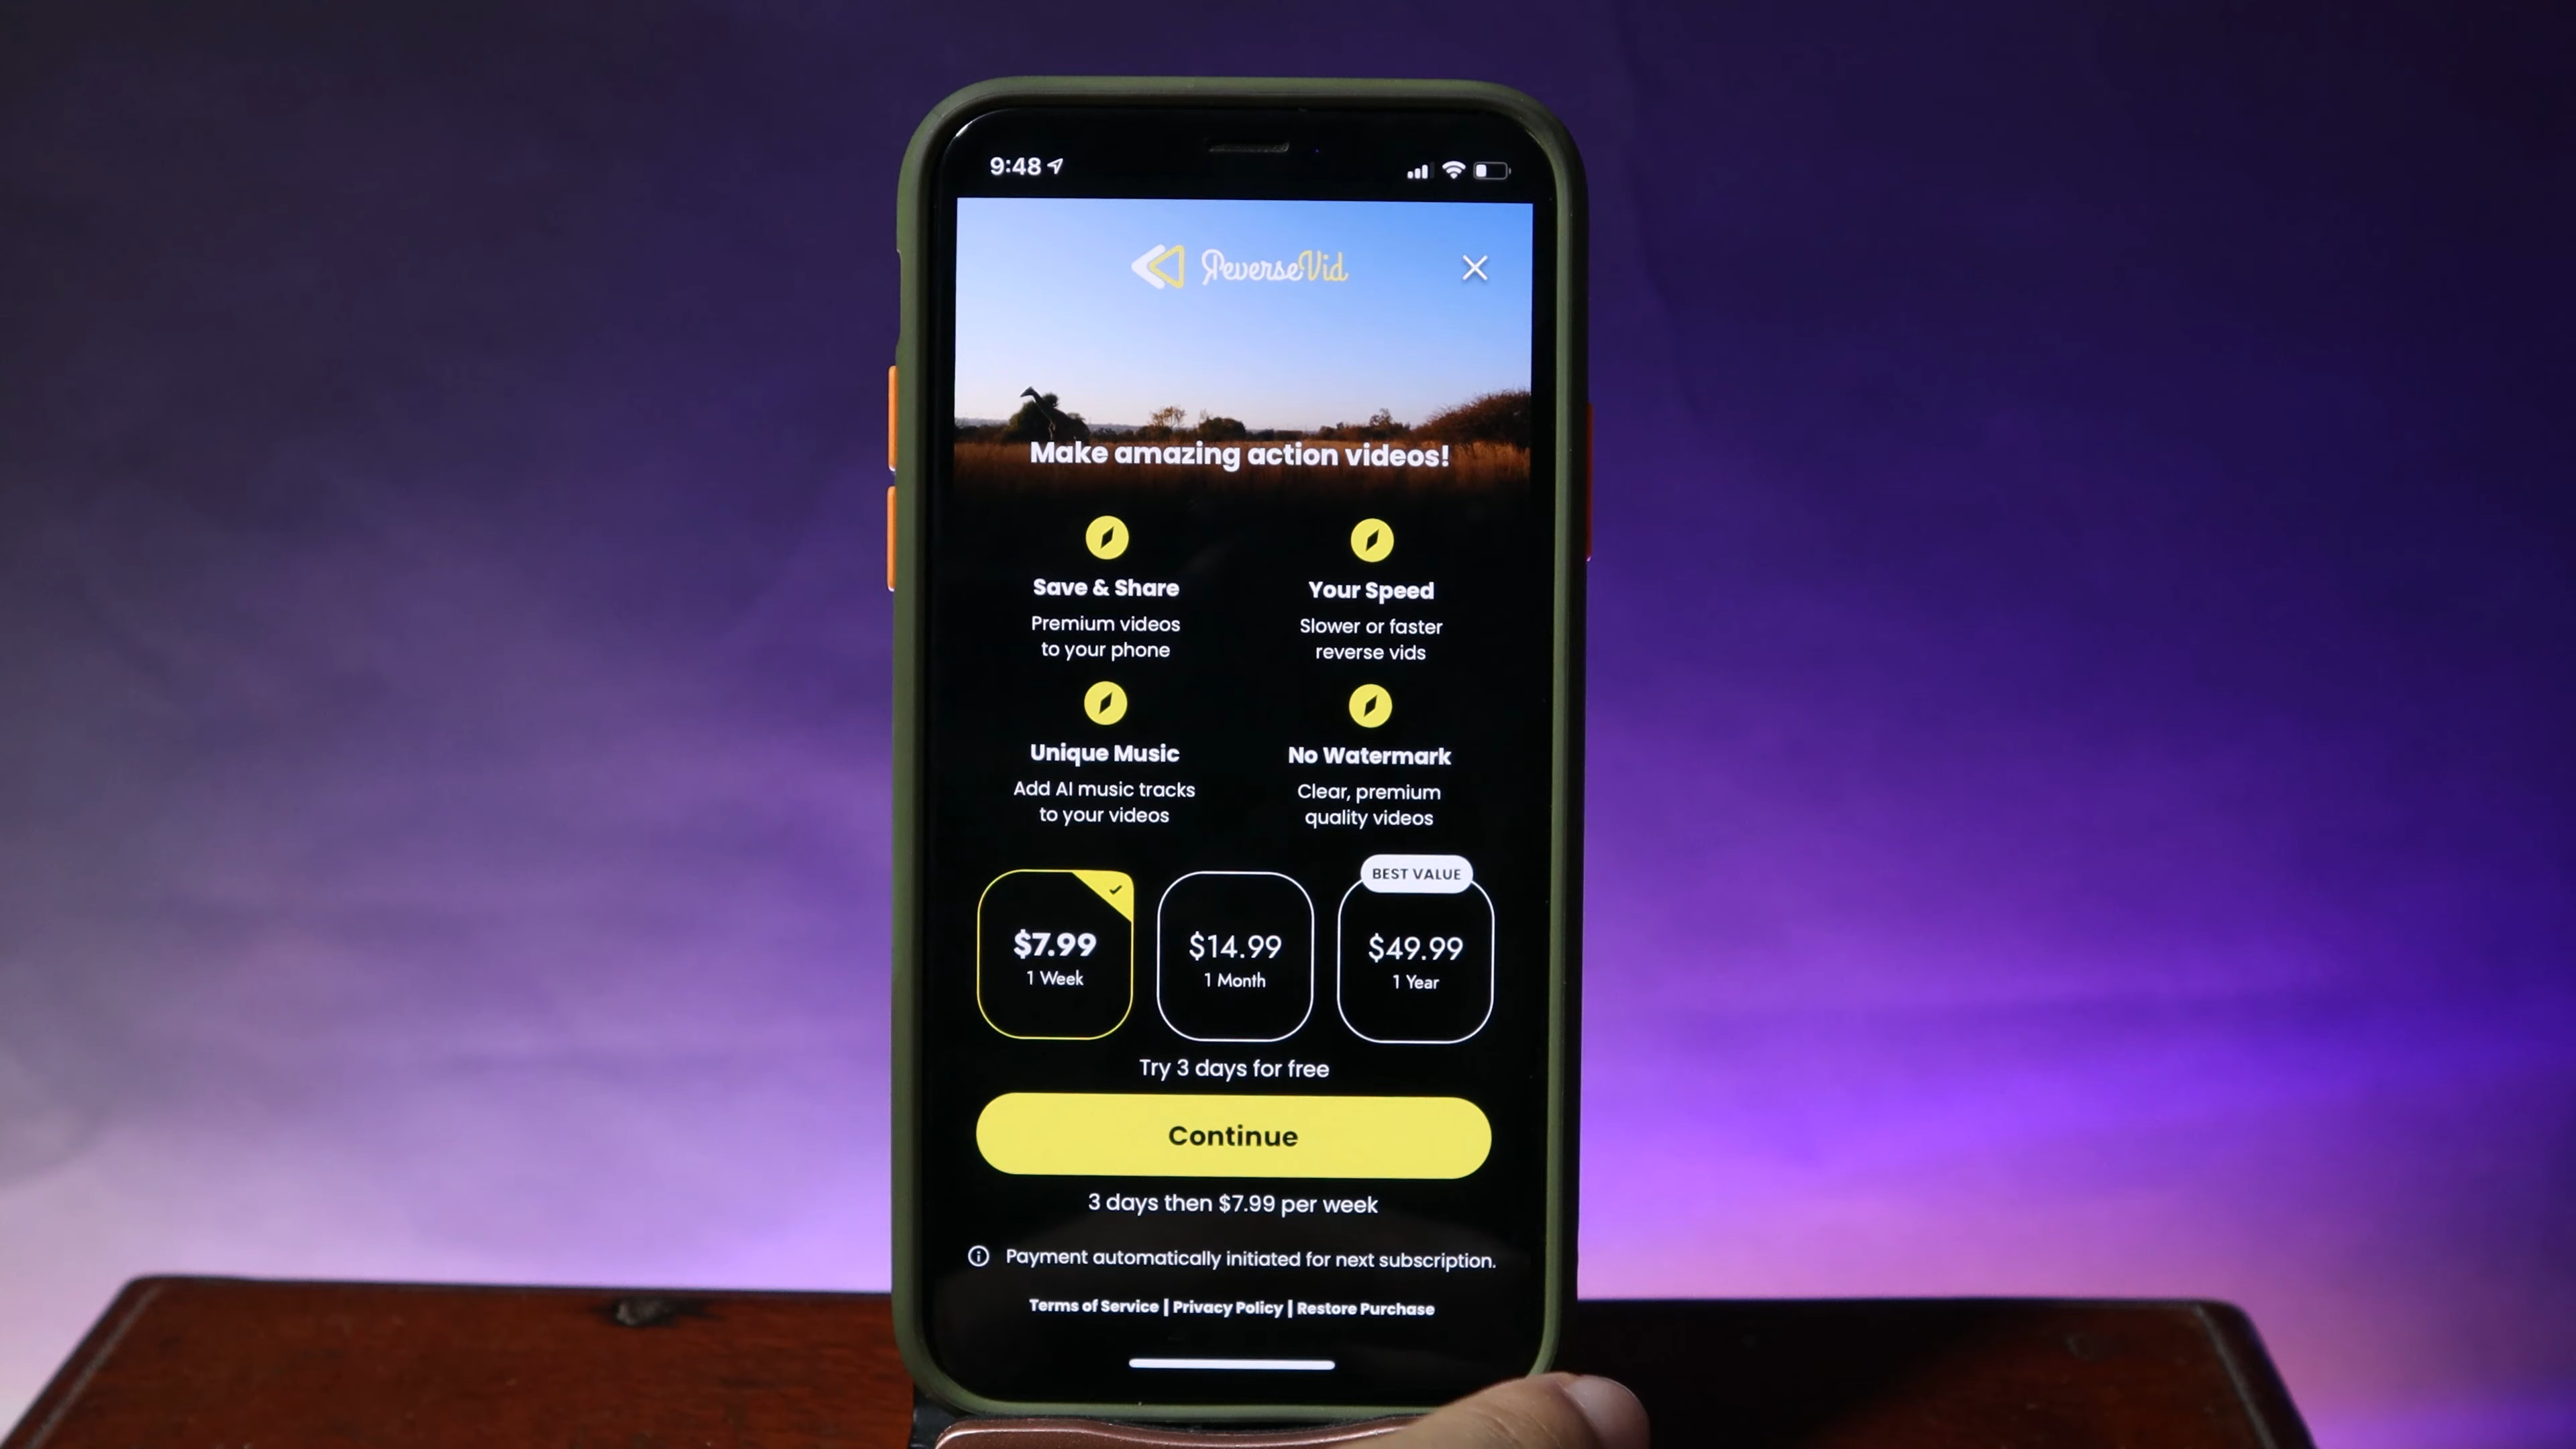 9:48
ReverseVid
Make amazing action videos!
Save & Share
Premium videos
to your phone
Your Speed
Slower or faster
reverse vids
Unique Music
Add AI music tracks
to your videos
No Watermark
Clear, premium
quality videos
$7.99
1 Week
$14.99
1 Month
BEST VALUE
$49.99
1 Year
Try 3 days for free
Continue
3 days then $7.99 per week
Payment automatically initiated for next subscription.
Terms of Service | Privacy Policy | Restore Purchase